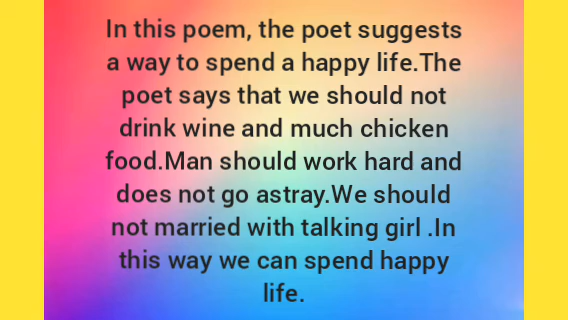 In this poem, the poet suggests
a way to spend a happy life.The
poet says that we should not
drink wine and much chicken
food.Man should work hard and
does not go astray.We should
not married with talking girl .In
this way we can spend happy
life.